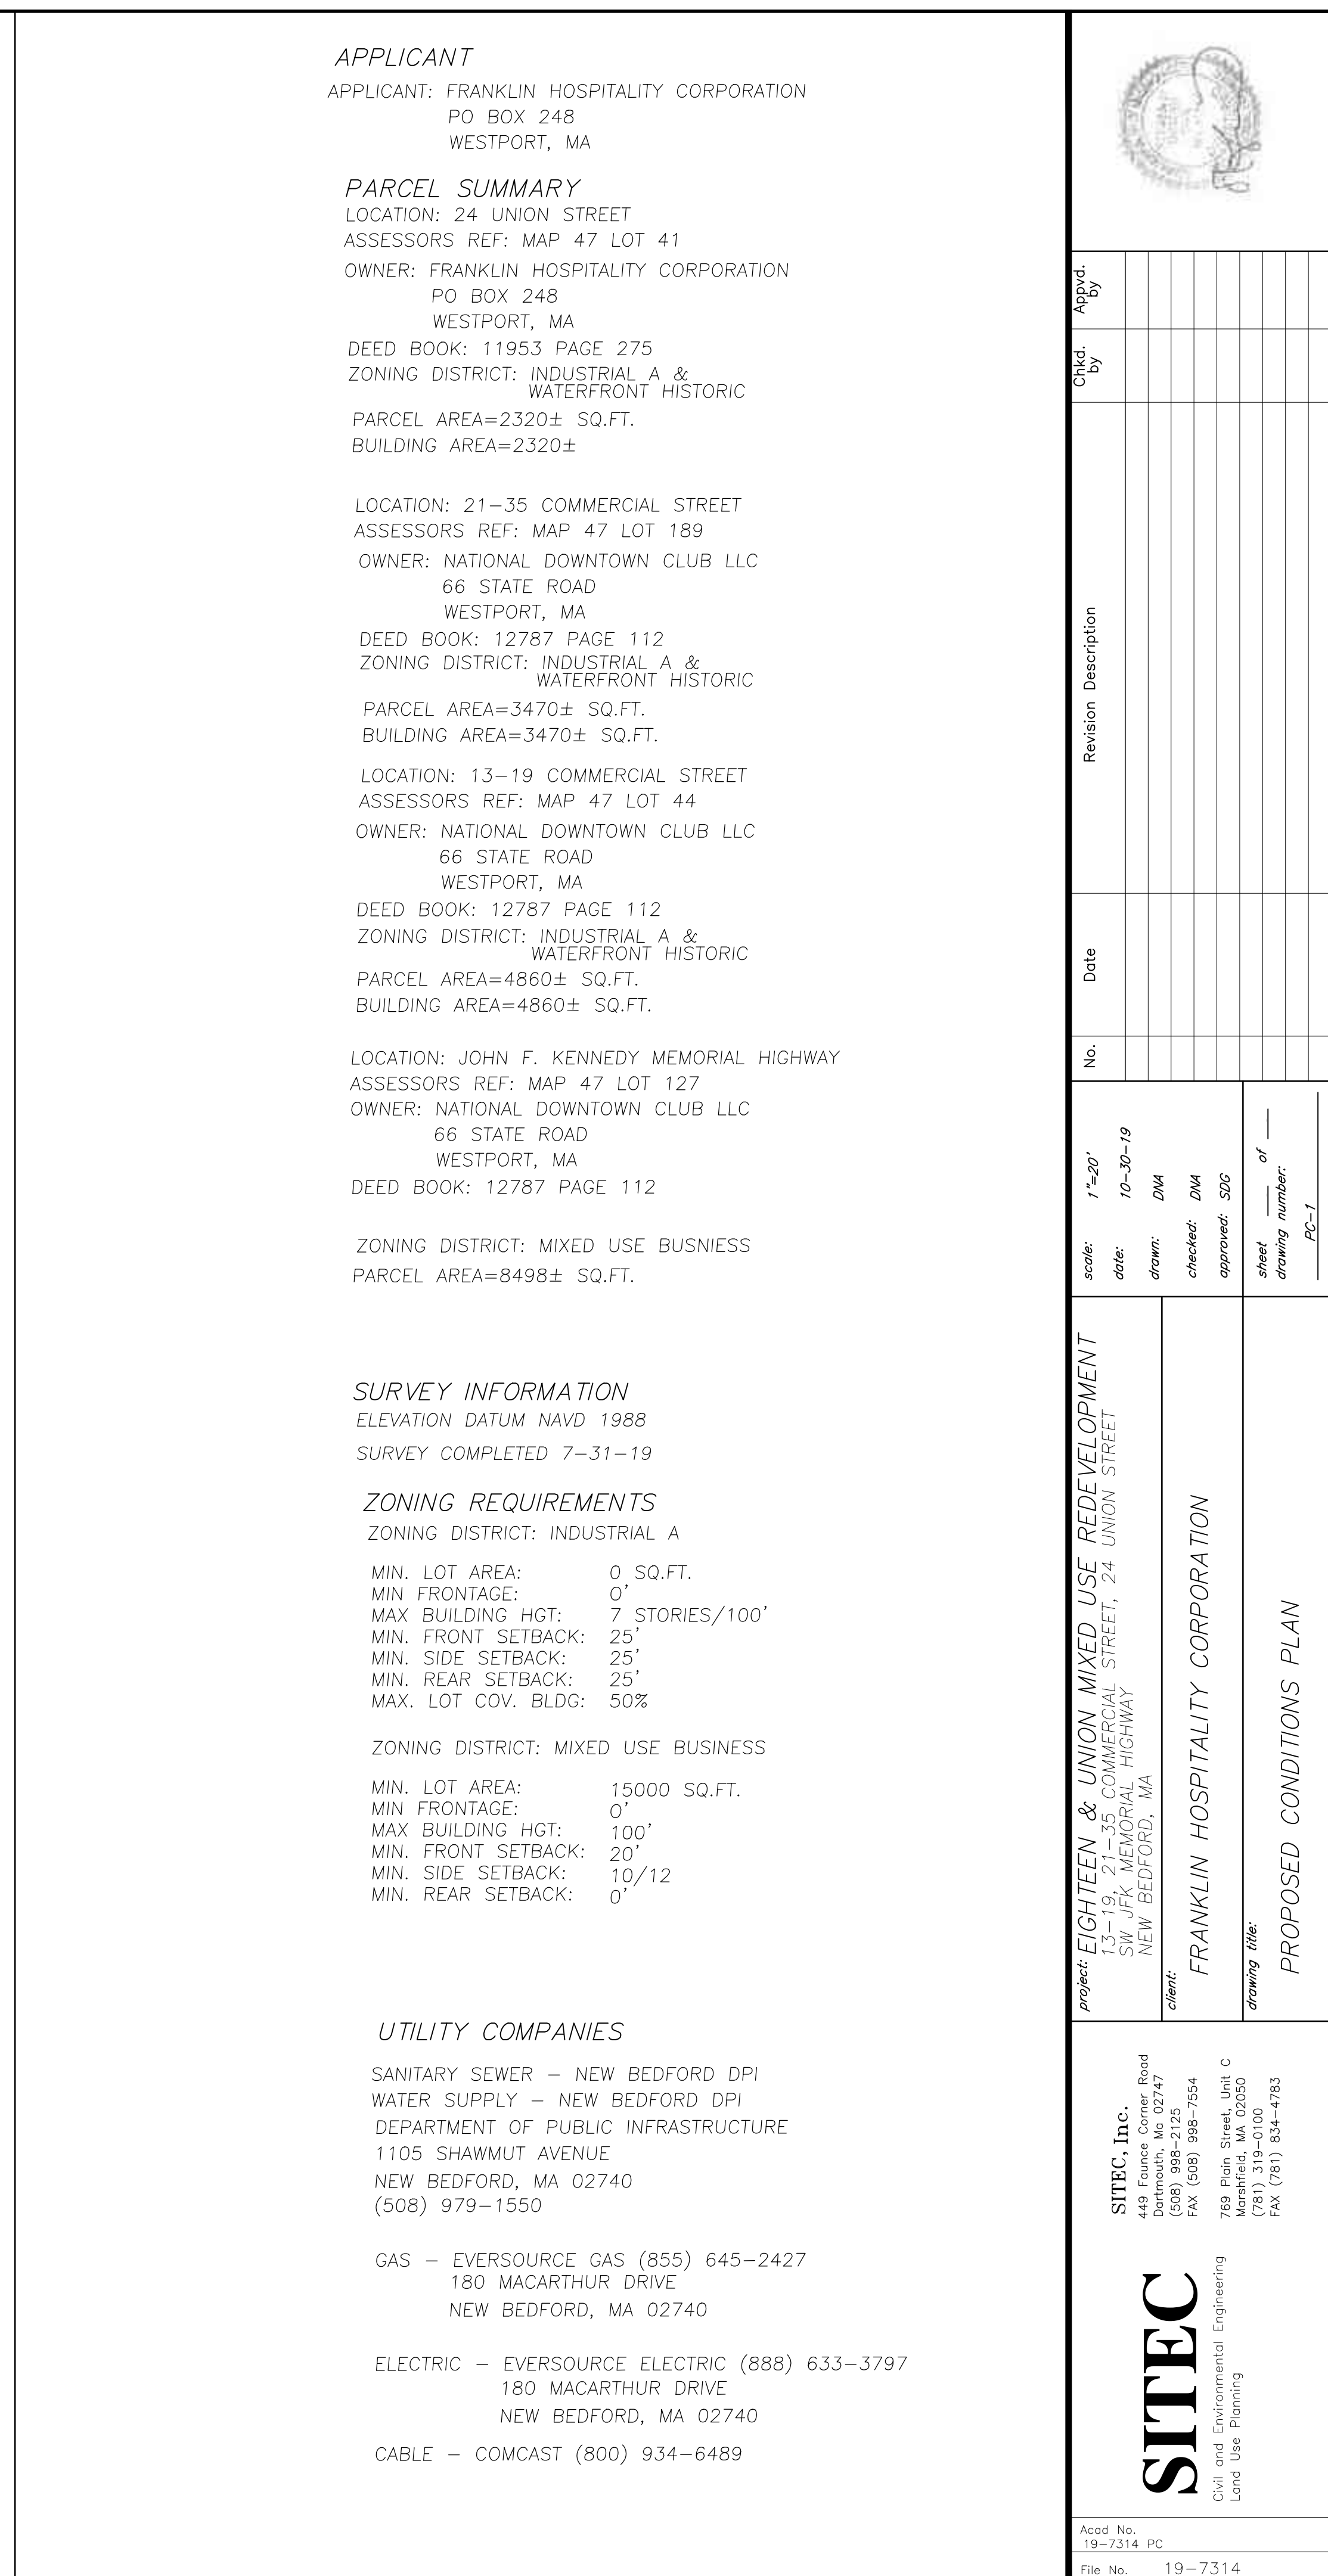 APPLICANT
APPLICANT: FRANKLIN HOSPITALITY CORPORATION
PO BOX 248
WESTPORT, MA
PARCEL SUMMARY
LOCATION: 24 UNION STREET
ASSESSORS REF: MAP 47 LOT 41
OWNER: FRANKLIN HOSPITALITY CORPORATION
PO BOX 248
WESTPORT, MA
DEED BOOK: 11953 PAGE 275
ZONING DISTRICT: INDUSTRIAL A &
WATERFRONT HISTORIC
PARCEL AREA=2320± SQ.FT.
BUILDING AREA=2320±
LOCATION: 21-35 COMMERCIAL STREET
ASSESSORS REF: MAP 47 LOT 189
OWNER: NATIONAL DOWNTOWN CLUB LLC
66 STATE ROAD
WESTPORT, MA
DEED BOOK: 12787 PAGE 112
ZONING DISTRICT: INDUSTRIAL A &
WATERFRONT HISTORIC
PARCEL AREA=3470± SQ.FT.
BUILDING AREA=3470± SQ.FT.
LOCATION: 13-19 COMMERCIAL STREET
ASSESSORS REF: MAP 47 LOT 44
OWNER: NATIONAL DOWNTOWN CLUB LLC
66 STATE ROAD
WESTPORT, MA
DEED BOOK: 12787 PAGE 112
ZONING DISTRICT: INDUSTRIAL A &
WATERFRONT HISTORIC
PARCEL AREA=4860± SQ.FT.
BUILDING AREA=4860± SQ.FT.
LOCATION: JOHN F. KENNEDY MEMORIAL HIGHWAY
ASSESSORS REF: MAP 47 LOT 127
OWNER: NATIONAL DOWNTOWN CLUB LLC
66 STATE ROAD
WESTPORT, MA
DEED BOOK: 12787 PAGE 112
ZONING DISTRICT: MIXED USE BUSNIESS
PARCEL AREA=8498± SQ.FT.
SURVEY INFORMATION
ELEVATION DATUM NAVD 1988
SURVEY COMPLETED 7-31-19
ZONING REQUIREMENTS
ZONING DISTRICT: INDUSTRIAL A
MIN. LOT AREA: 0 SQ.FT.
MIN FRONTAGE: 0'
MAX BUILDING HGT: 7 STORIES/100'
MIN. FRONT SETBACK: 25'
MIN. SIDE SETBACK: 25'
MIN. REAR SETBACK: 25'
MAX. LOT COV. BLDG: 50%
ZONING DISTRICT: MIXED USE BUSINESS
MIN. LOT AREA: 15000 SQ.FT.
MIN FRONTAGE: 0'
MAX BUILDING HGT: 100'
MIN. FRONT SETBACK: 20'
MIN. SIDE SETBACK: 10/12
MIN. REAR SETBACK: 0'
UTILITY COMPANIES
SANITARY SEWER - NEW BEDFORD DPI
WATER SUPPLY - NEW BEDFORD DPI
DEPARTMENT OF PUBLIC INFRASTRUCTURE
1105 SHAWMUT AVENUE
NEW BEDFORD, MA 02740
(508) 979-1550
GAS - EVERSOURCE GAS (855) 645-2427
180 MACARTHUR DRIVE
NEW BEDFORD, MA 02740
ELECTRIC - EVERSOURCE ELECTRIC (888) 633-3797
180 MACARTHUR DRIVE
NEW BEDFORD, MA 02740
CABLE - COMCAST (800) 934-6489
Appvd. by
Chkd. by
Revision Description
Date
No.
scale: 1"=20'
date: 10-30-19
drawn: DNA
checked: DNA
approved: SDG
sheet ___ of ___
drawing number:
PC-1
project: EIGHTEEN & UNION MIXED USE REDEVELOPMENT
13-19, 21-35 COMMERCIAL STREET, 24 UNION STREET
SW JFK MEMORIAL HIGHWAY
NEW BEDFORD, MA
client:
FRANKLIN HOSPITALITY CORPORATION
drawing title:
PROPOSED CONDITIONS PLAN
SITEC, Inc.
449 Faunce Corner Road
Dartmouth, Ma 02747
(508) 998-2125
FAX (508) 998-7554
769 Plain Street, Unit C
Marshfield, MA 02050
(781) 319-0100
FAX (781) 834-4783
SITEC
Civil and Environmental Engineering
Land Use Planning
Acad No.
19-7314 PC
File No. 19-7314